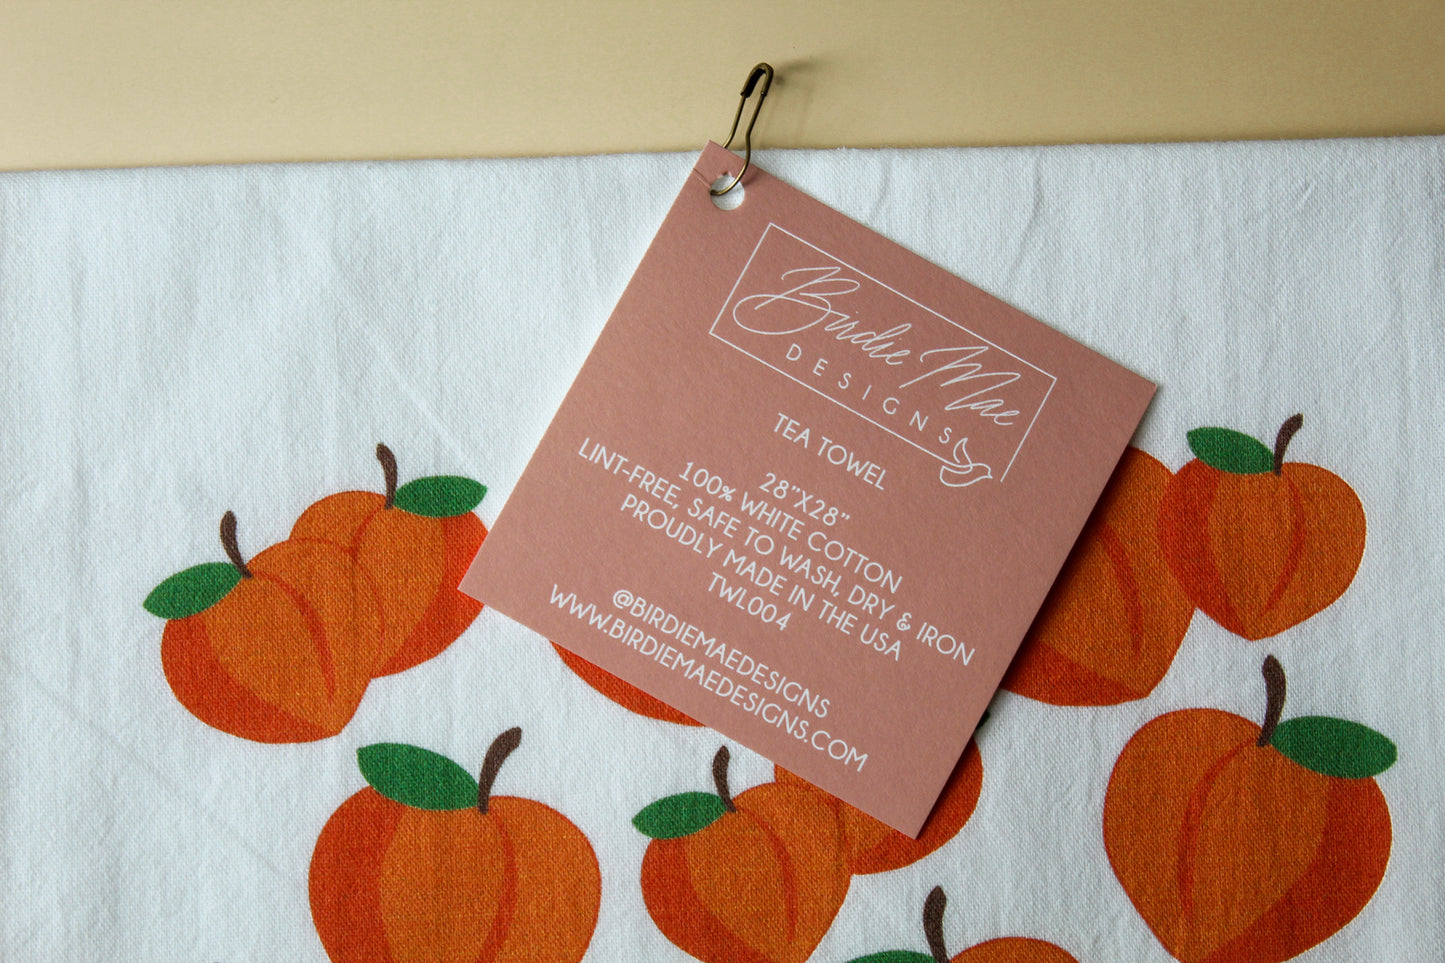 Birdie Mae
DESIGNS
TEA TOWEL
28"X28"
100% WHITE COTTON
LINT-FREE, SAFE TO WASH, DRY & IRON
PROUDLY MADE IN THE USA
TWL004
@BIRDIEMAEDESIGNS
WWW.BIRDIEMAEDESIGNS.COM